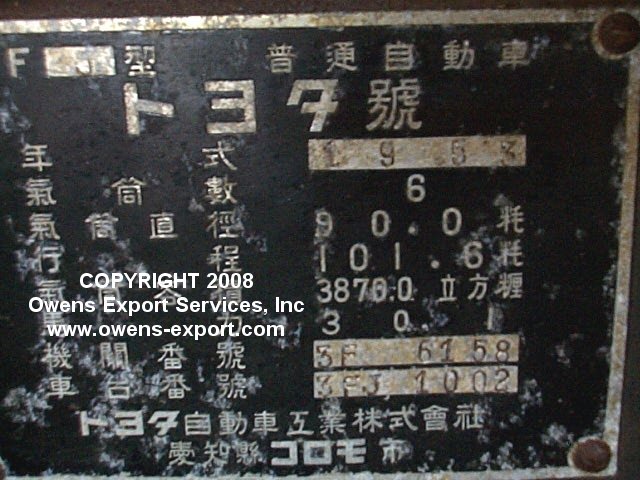 F J型 普通自動車
トヨタ號
年式 1953
氣筒數 6
氣筒直徑 90.0 粍
行程 101.6 粍
3870.0 立方糎
30.1
機關番號 3F 6158
車台番號 1002
トヨタ自動車工業株式會社
愛知縣コロモ市
COPYRIGHT 2008
Owens Export Services, Inc
www.owens-export.com